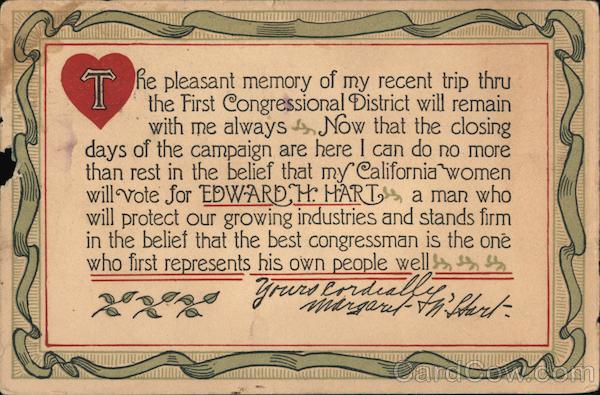 The pleasant memory of my recent trip thru
the First Congressional District will remain
with me always Now that the closing
days of the campaign are here I can do no more
than rest in the belief that my California women
will vote for EDWARD H. HART a man who
will protect our growing industries and stands firm
in the belief that the best congressman is the one
who first represents his own people well
Yours cordially
Margaret Hart.
CardCow.com